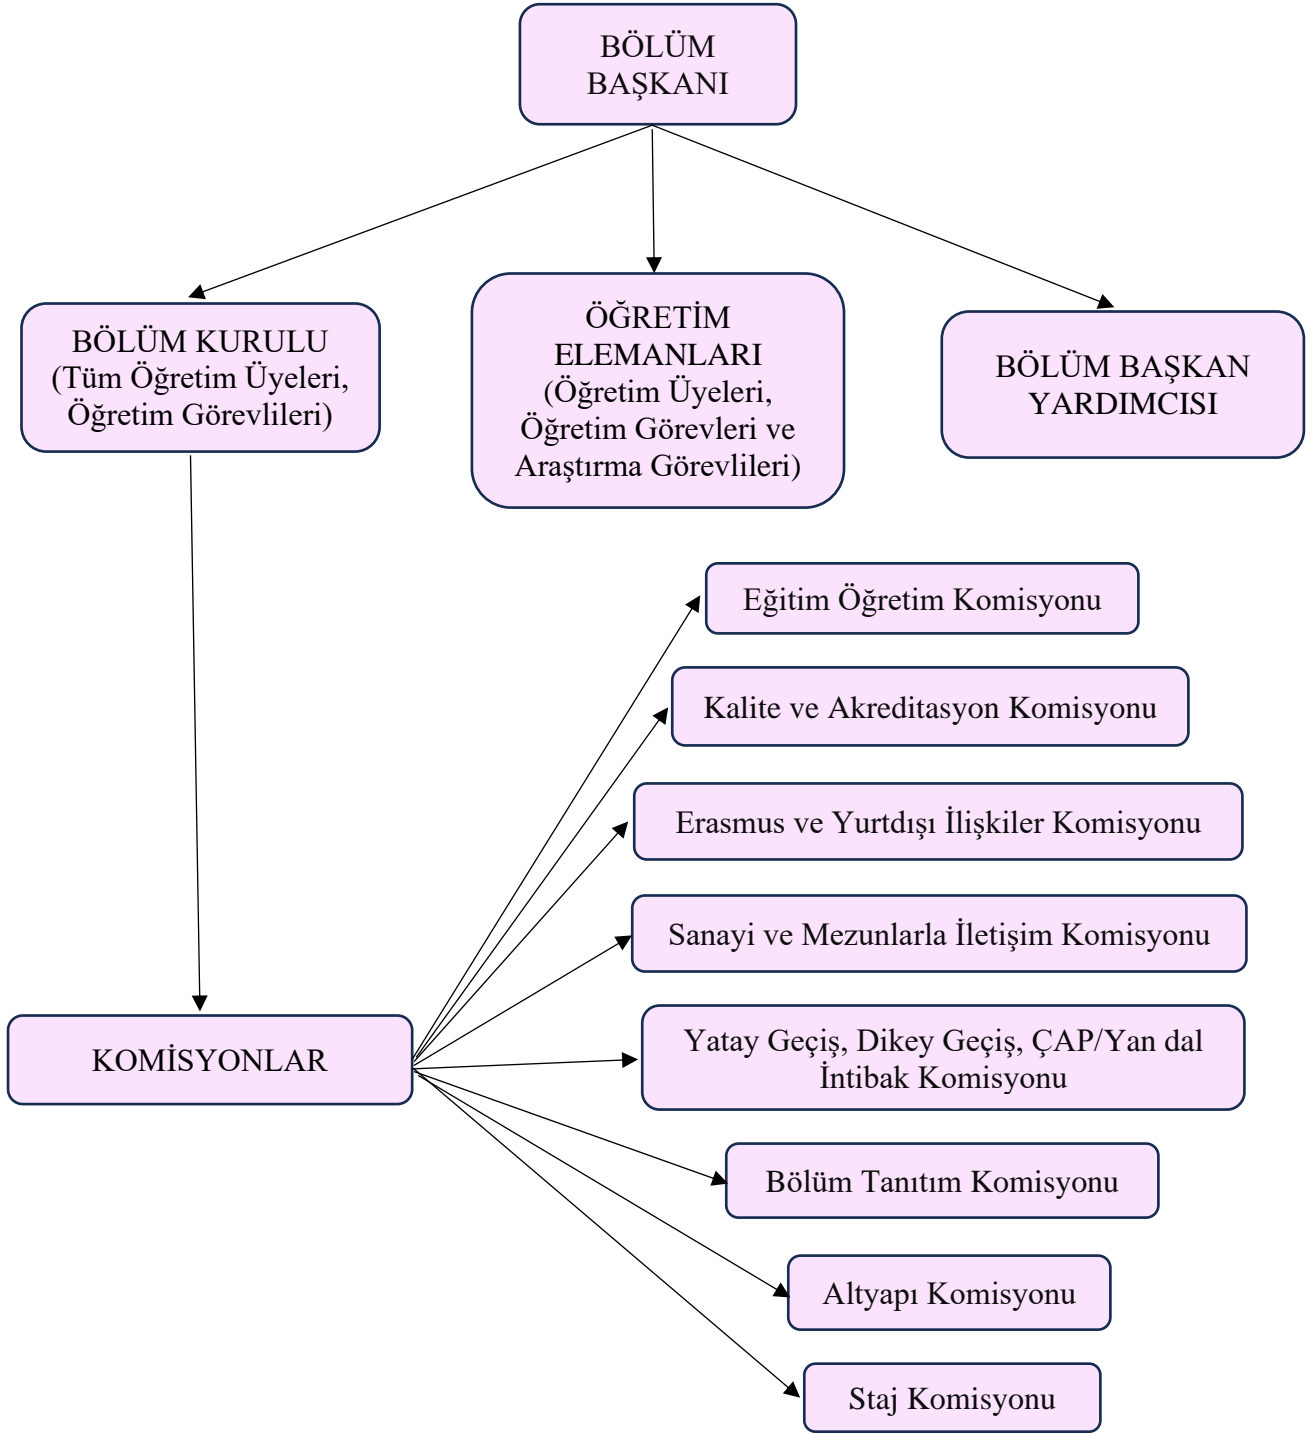 BÖLÜM
BAŞKANI
BÖLÜM KURULU
(Tüm Öğretim Üyeleri,
Öğretim Görevlileri)
ÖĞRETİM
ELEMANLARI
(Öğretim Üyeleri,
Öğretim Görevleri ve
Araştırma Görevlileri)
BÖLÜM BAŞKAN
YARDIMCISI
KOMİSYONLAR
Eğitim Öğretim Komisyonu
Kalite ve Akreditasyon Komisyonu
Erasmus ve Yurtdışı İlişkiler Komisyonu
Sanayi ve Mezunlarla İletişim Komisyonu
Yatay Geçiş, Dikey Geçiş, ÇAP/Yan dal
İntibak Komisyonu
Bölüm Tanıtım Komisyonu
Altyapı Komisyonu
Staj Komisyonu